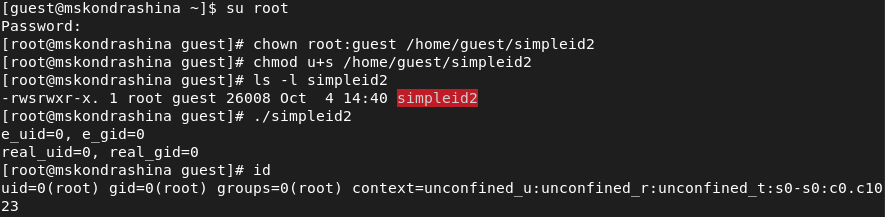 [guest@mskondrashina ~]$ su root
Password:
[root@mskondrashina guest]# chown root:guest /home/guest/simpleid2
[root@mskondrashina guest]# chmod u+s /home/guest/simpleid2
[root@mskondrashina guest]# ls -l simpleid2
-rwsrwxr-x. 1 root guest 26008 Oct  4 14:40 simpleid2
[root@mskondrashina guest]# ./simpleid2
e_uid=0, e_gid=0
real_uid=0, real_gid=0
[root@mskondrashina guest]# id
uid=0(root) gid=0(root) groups=0(root) context=unconfined_u:unconfined_r:unconfined_t:s0-s0:c0.c10
23